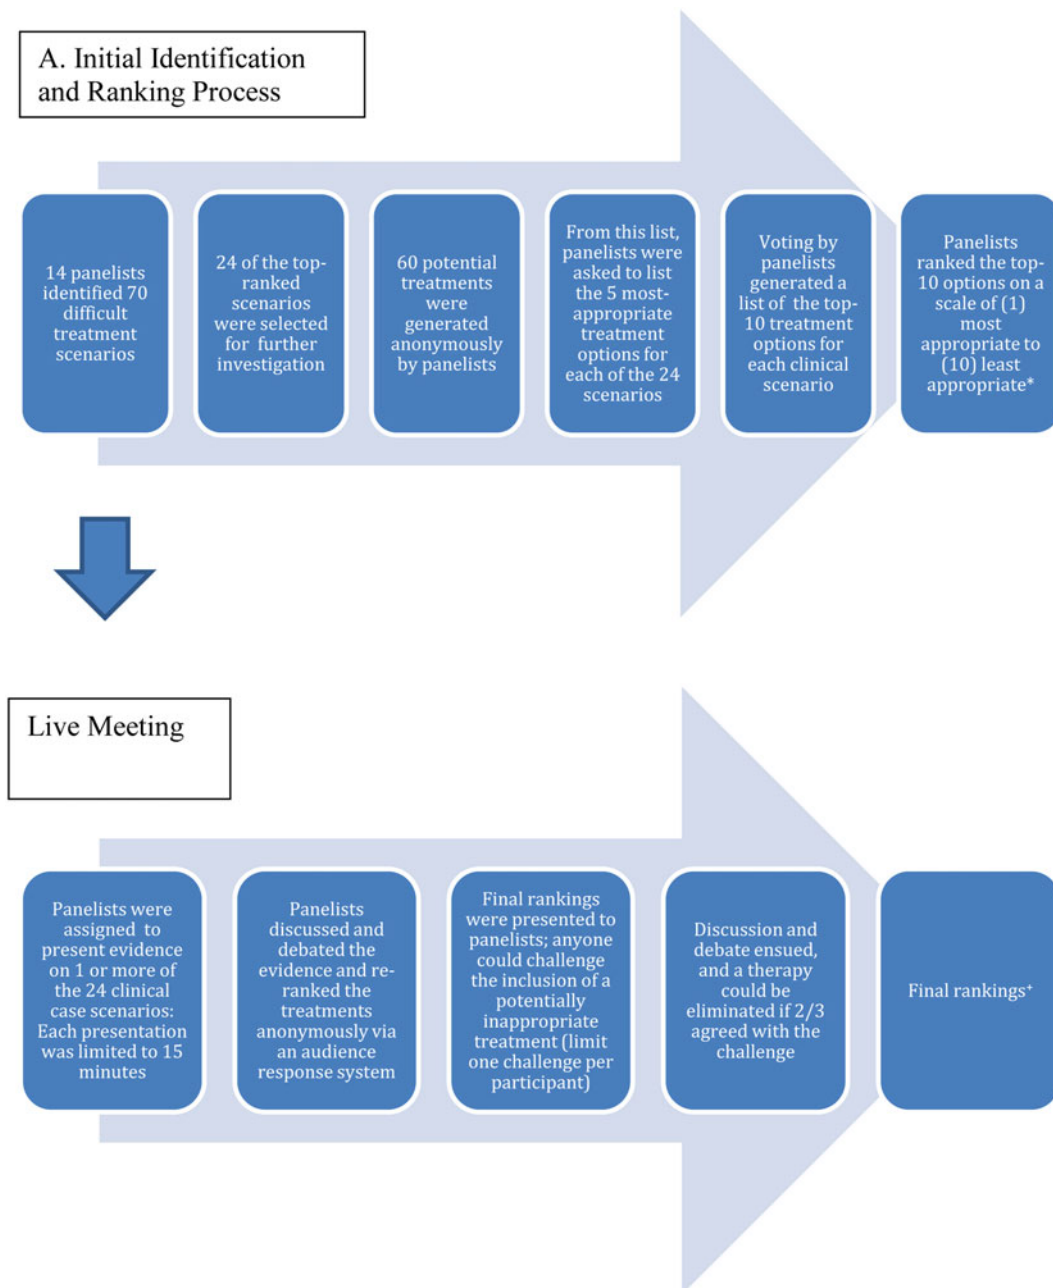 A. Initial Identification
and Ranking Process
14 panelists
identified 70
difficult
treatment
scenarios
24 of the top-
ranked
scenarios
were selected
for further
investigation
60 potential
treatments
were
generated
anonymously
by panelists
From this list,
panelists were
asked to list
the 5 most-
appropriate
treatment
options for
each of the 24
scenarios
Voting by
panelists
generated a
list of the top-
10 treatment
options for
each clinical
scenario
Panelists
ranked the top-
10 options on a
scale of (1)
most
appropriate to
(10) least
appropriate*
Live Meeting
Panelists were
assigned to
present evidence
on 1 or more of
the 24 clinical
case scenarios:
Each presentation
was limited to 15
minutes
Panelists
discussed and
debated the
evidence and re-
ranked the
treatments
anonymously via
an audience
response system
Final rankings
were presented to
panelists; anyone
could challenge
the inclusion of a
potentially
inappropriate
treatment (limit
one challenge per
participant)
Discussion and
debate ensued,
and a therapy
could be
eliminated if 2/3
agreed with the
challenge
Final rankings⁺